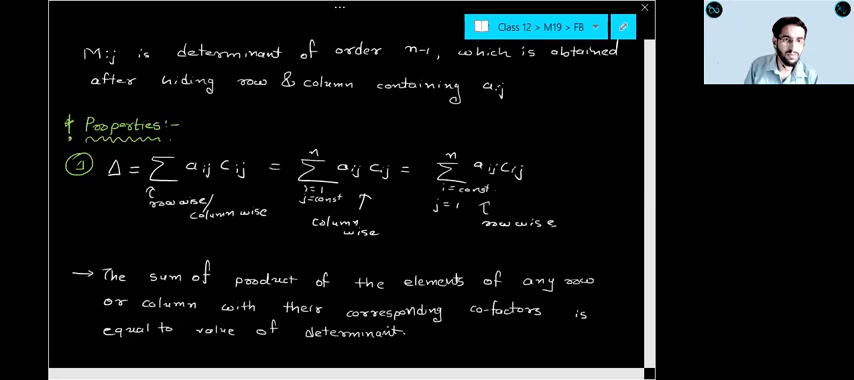 Class 12 > M19 > FB
Mij is determinant of order n-1, which is obtained
after hiding row & column containing aij
* Properties:-
① Δ = ∑ aij Cij = ∑ⁿ aij Cij = ∑ⁿ aij Cij
i=1 i=const.
j=const j=1
row wise/ column wise
column wise
row wise
→ The sum of product of the elements of any row
or column with their corresponding co-factors is
equal to value of determinant.